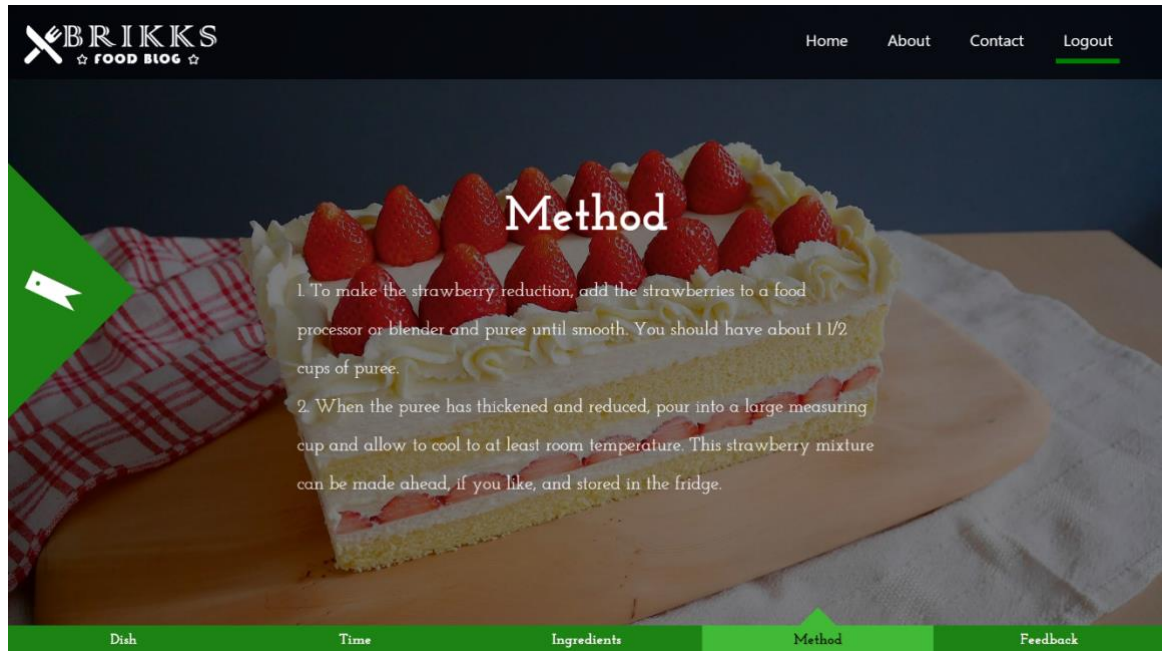 BRIKKS
☆ FOOD BLOG ☆
Home About Contact Logout
Method
1. To make the strawberry reduction, add the strawberries to a food
processor or blender and puree until smooth. You should have about 1 1/2
cups of puree.
2. When the puree has thickened and reduced, pour into a large measuring
cup and allow to cool to at least room temperature. This strawberry mixture
can be made ahead, if you like, and stored in the fridge.
Dish Time Ingredients Method Feedback